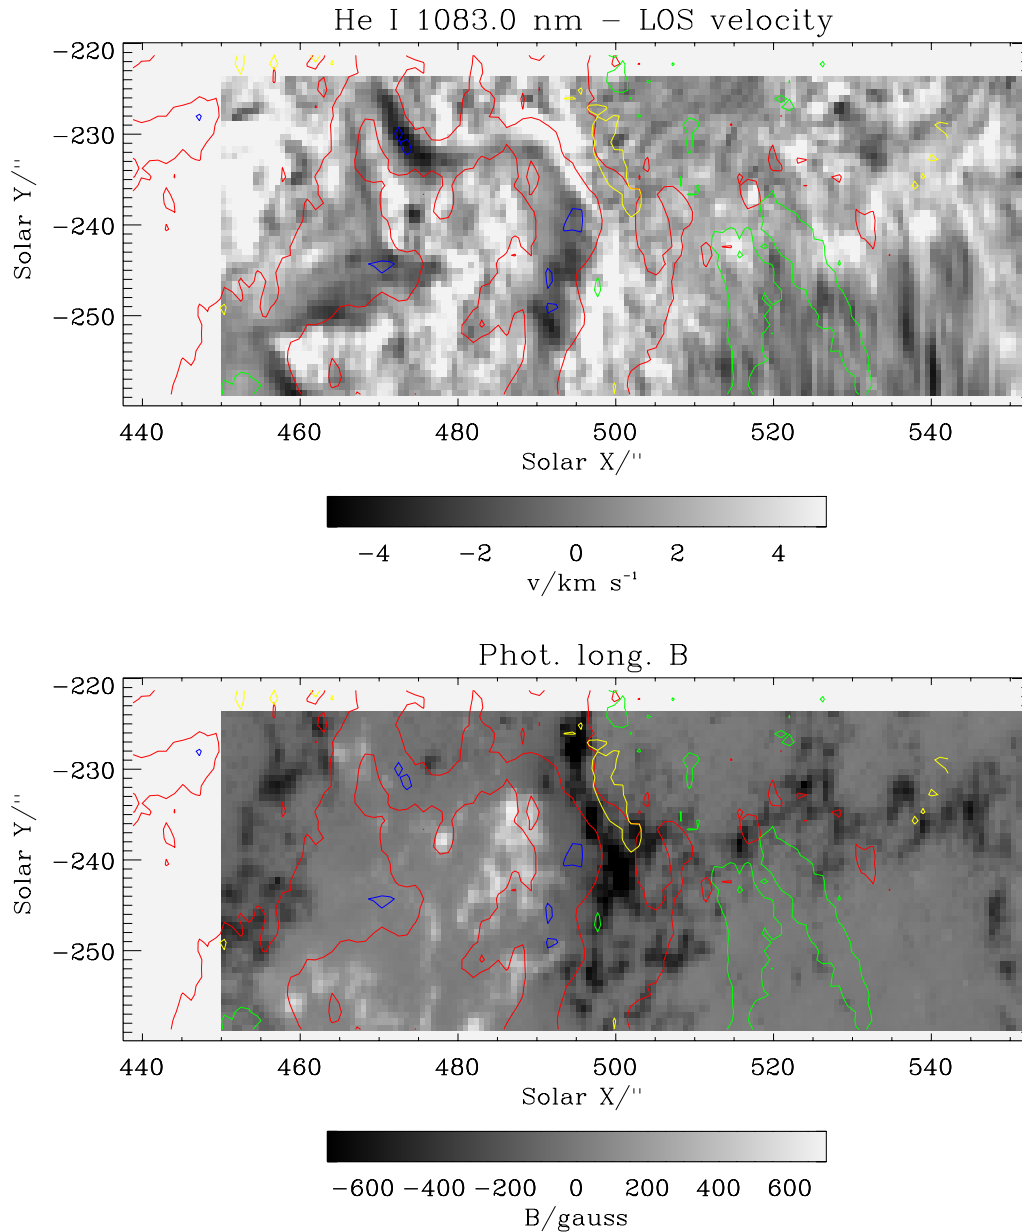 He I 1083.0 nm – LOS velocity
−220
−230
−240
−250
Solar Y/"
440 460 480 500 520 540
Solar X/"
−4 −2 0 2 4
v/km s⁻¹
Phot. long. B
−220
−230
−240
−250
Solar Y/"
440 460 480 500 520 540
Solar X/"
−600 −400 −200 0 200 400 600
B/gauss